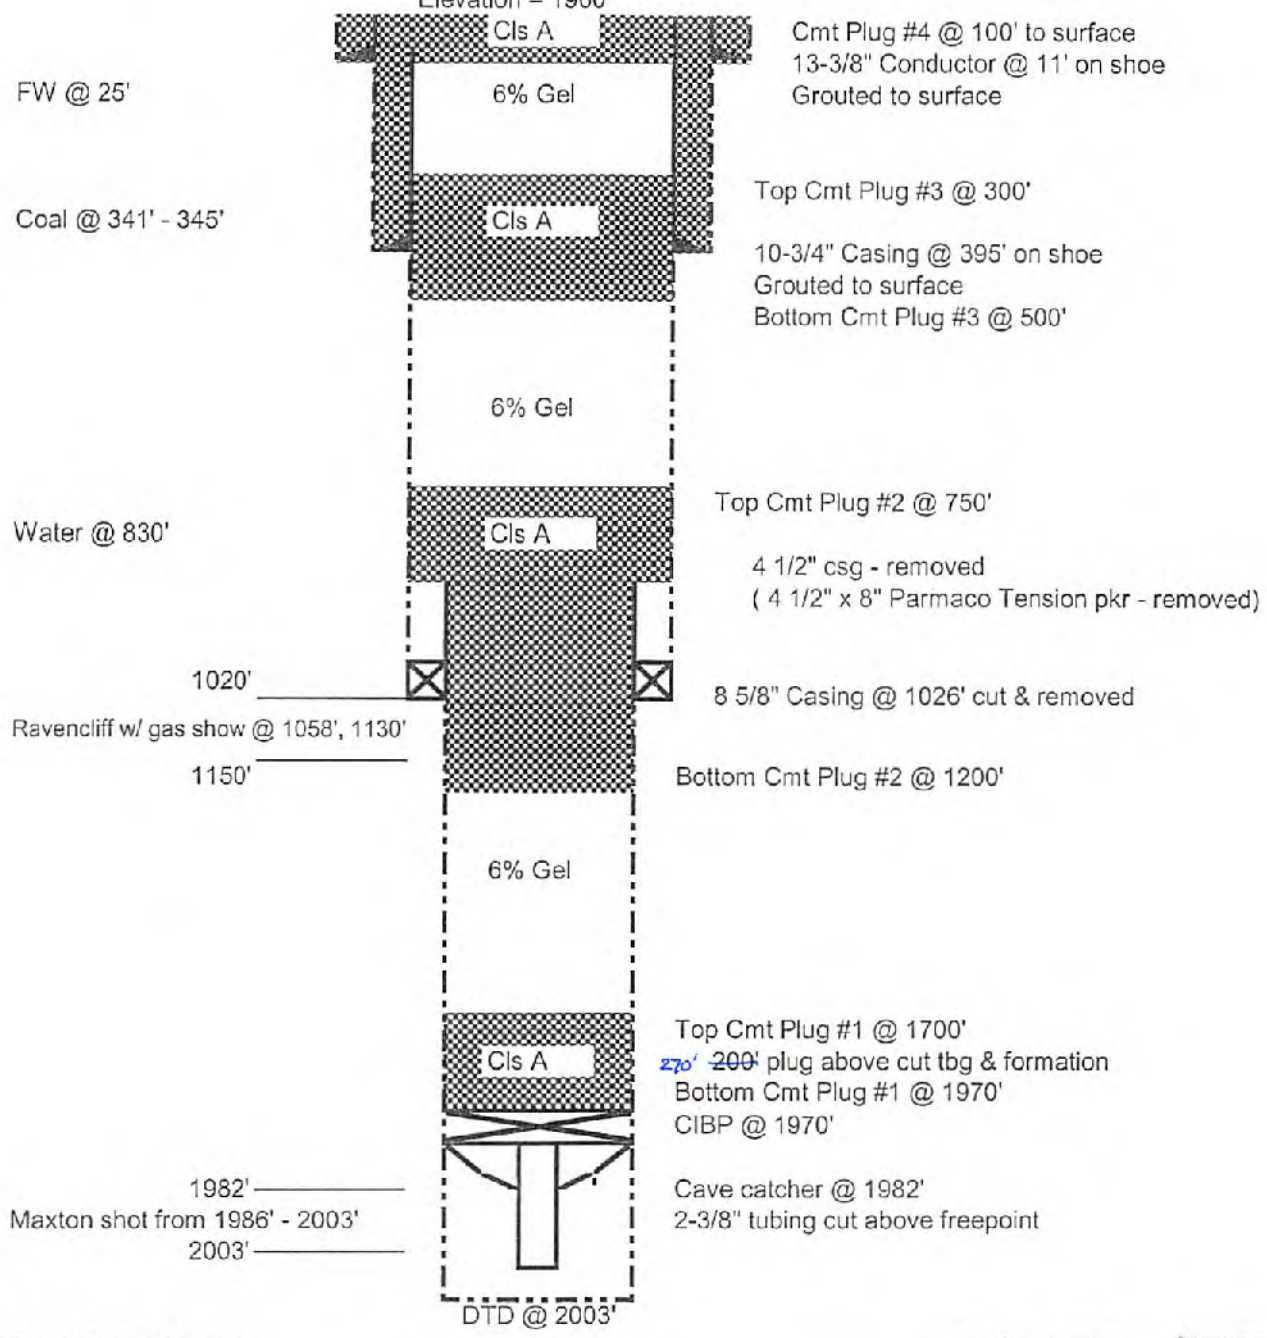 Elevation = 1960'
Cls A
Cmt Plug #4 @ 100' to surface
13-3/8" Conductor @ 11' on shoe
Grouted to surface
FW @ 25'
6% Gel
Top Cmt Plug #3 @ 300'
Coal @ 341' - 345'
Cls A
10-3/4" Casing @ 395' on shoe
Grouted to surface
Bottom Cmt Plug #3 @ 500'
6% Gel
Top Cmt Plug #2 @ 750'
Water @ 830'
Cls A
4 1/2" csg - removed
( 4 1/2" x 8" Parmaco Tension pkr - removed)
1020'
8 5/8" Casing @ 1026' cut & removed
Ravencliff w/ gas show @ 1058', 1130'
1150'
Bottom Cmt Plug #2 @ 1200'
6% Gel
Top Cmt Plug #1 @ 1700'
Cls A
270' 200' plug above cut tbg & formation
Bottom Cmt Plug #1 @ 1970'
CIBP @ 1970'
1982'
Cave catcher @ 1982'
Maxton shot from 1986' - 2003'
2-3/8" tubing cut above freepoint
2003'
DTD @ 2003'